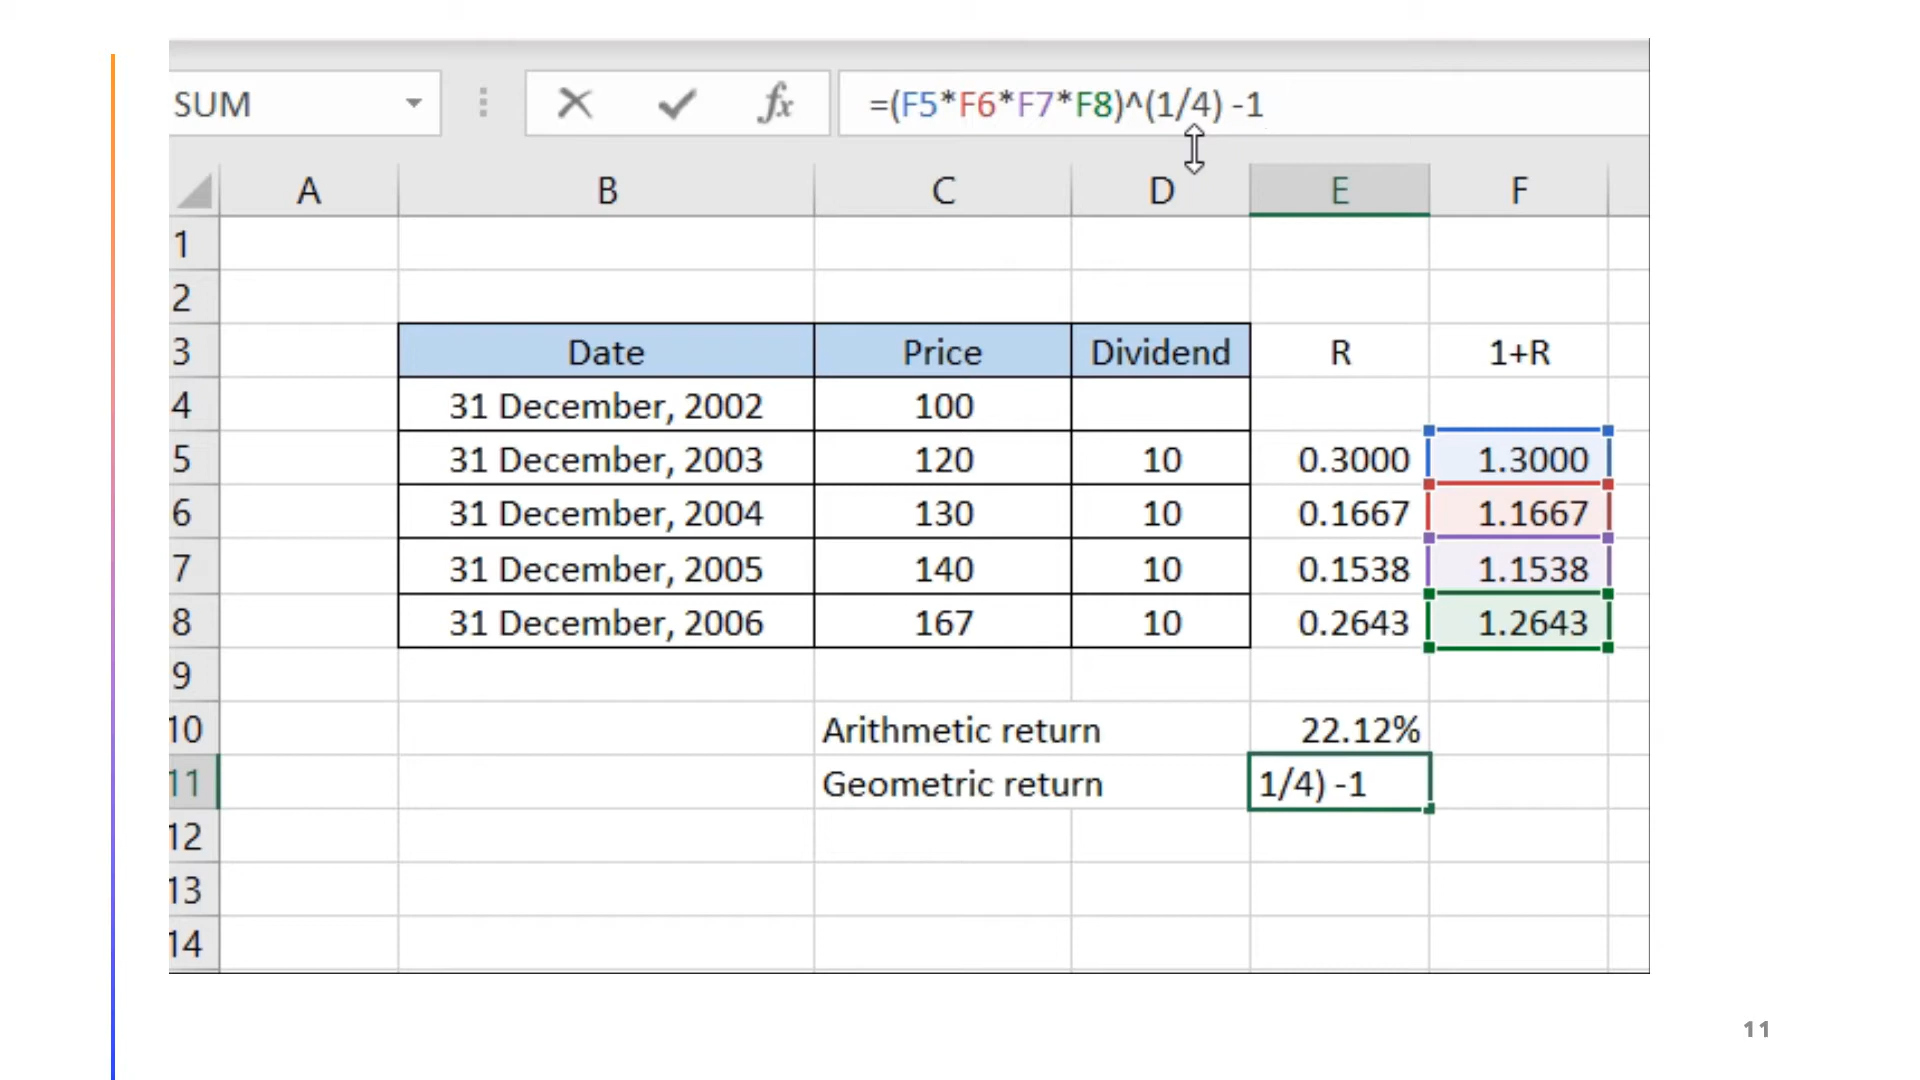 SUM fx =(F5*F6*F7*F8)^(1/4) -1
A B C D E F
1
2
3 Date Price Dividend R 1+R
4 31 December, 2002 100
5 31 December, 2003 120 10 0.3000 1.3000
6 31 December, 2004 130 10 0.1667 1.1667
7 31 December, 2005 140 10 0.1538 1.1538
8 31 December, 2006 167 10 0.2643 1.2643
9
10 Arithmetic return 22.12%
11 Geometric return 1/4) -1
12
13
14
11